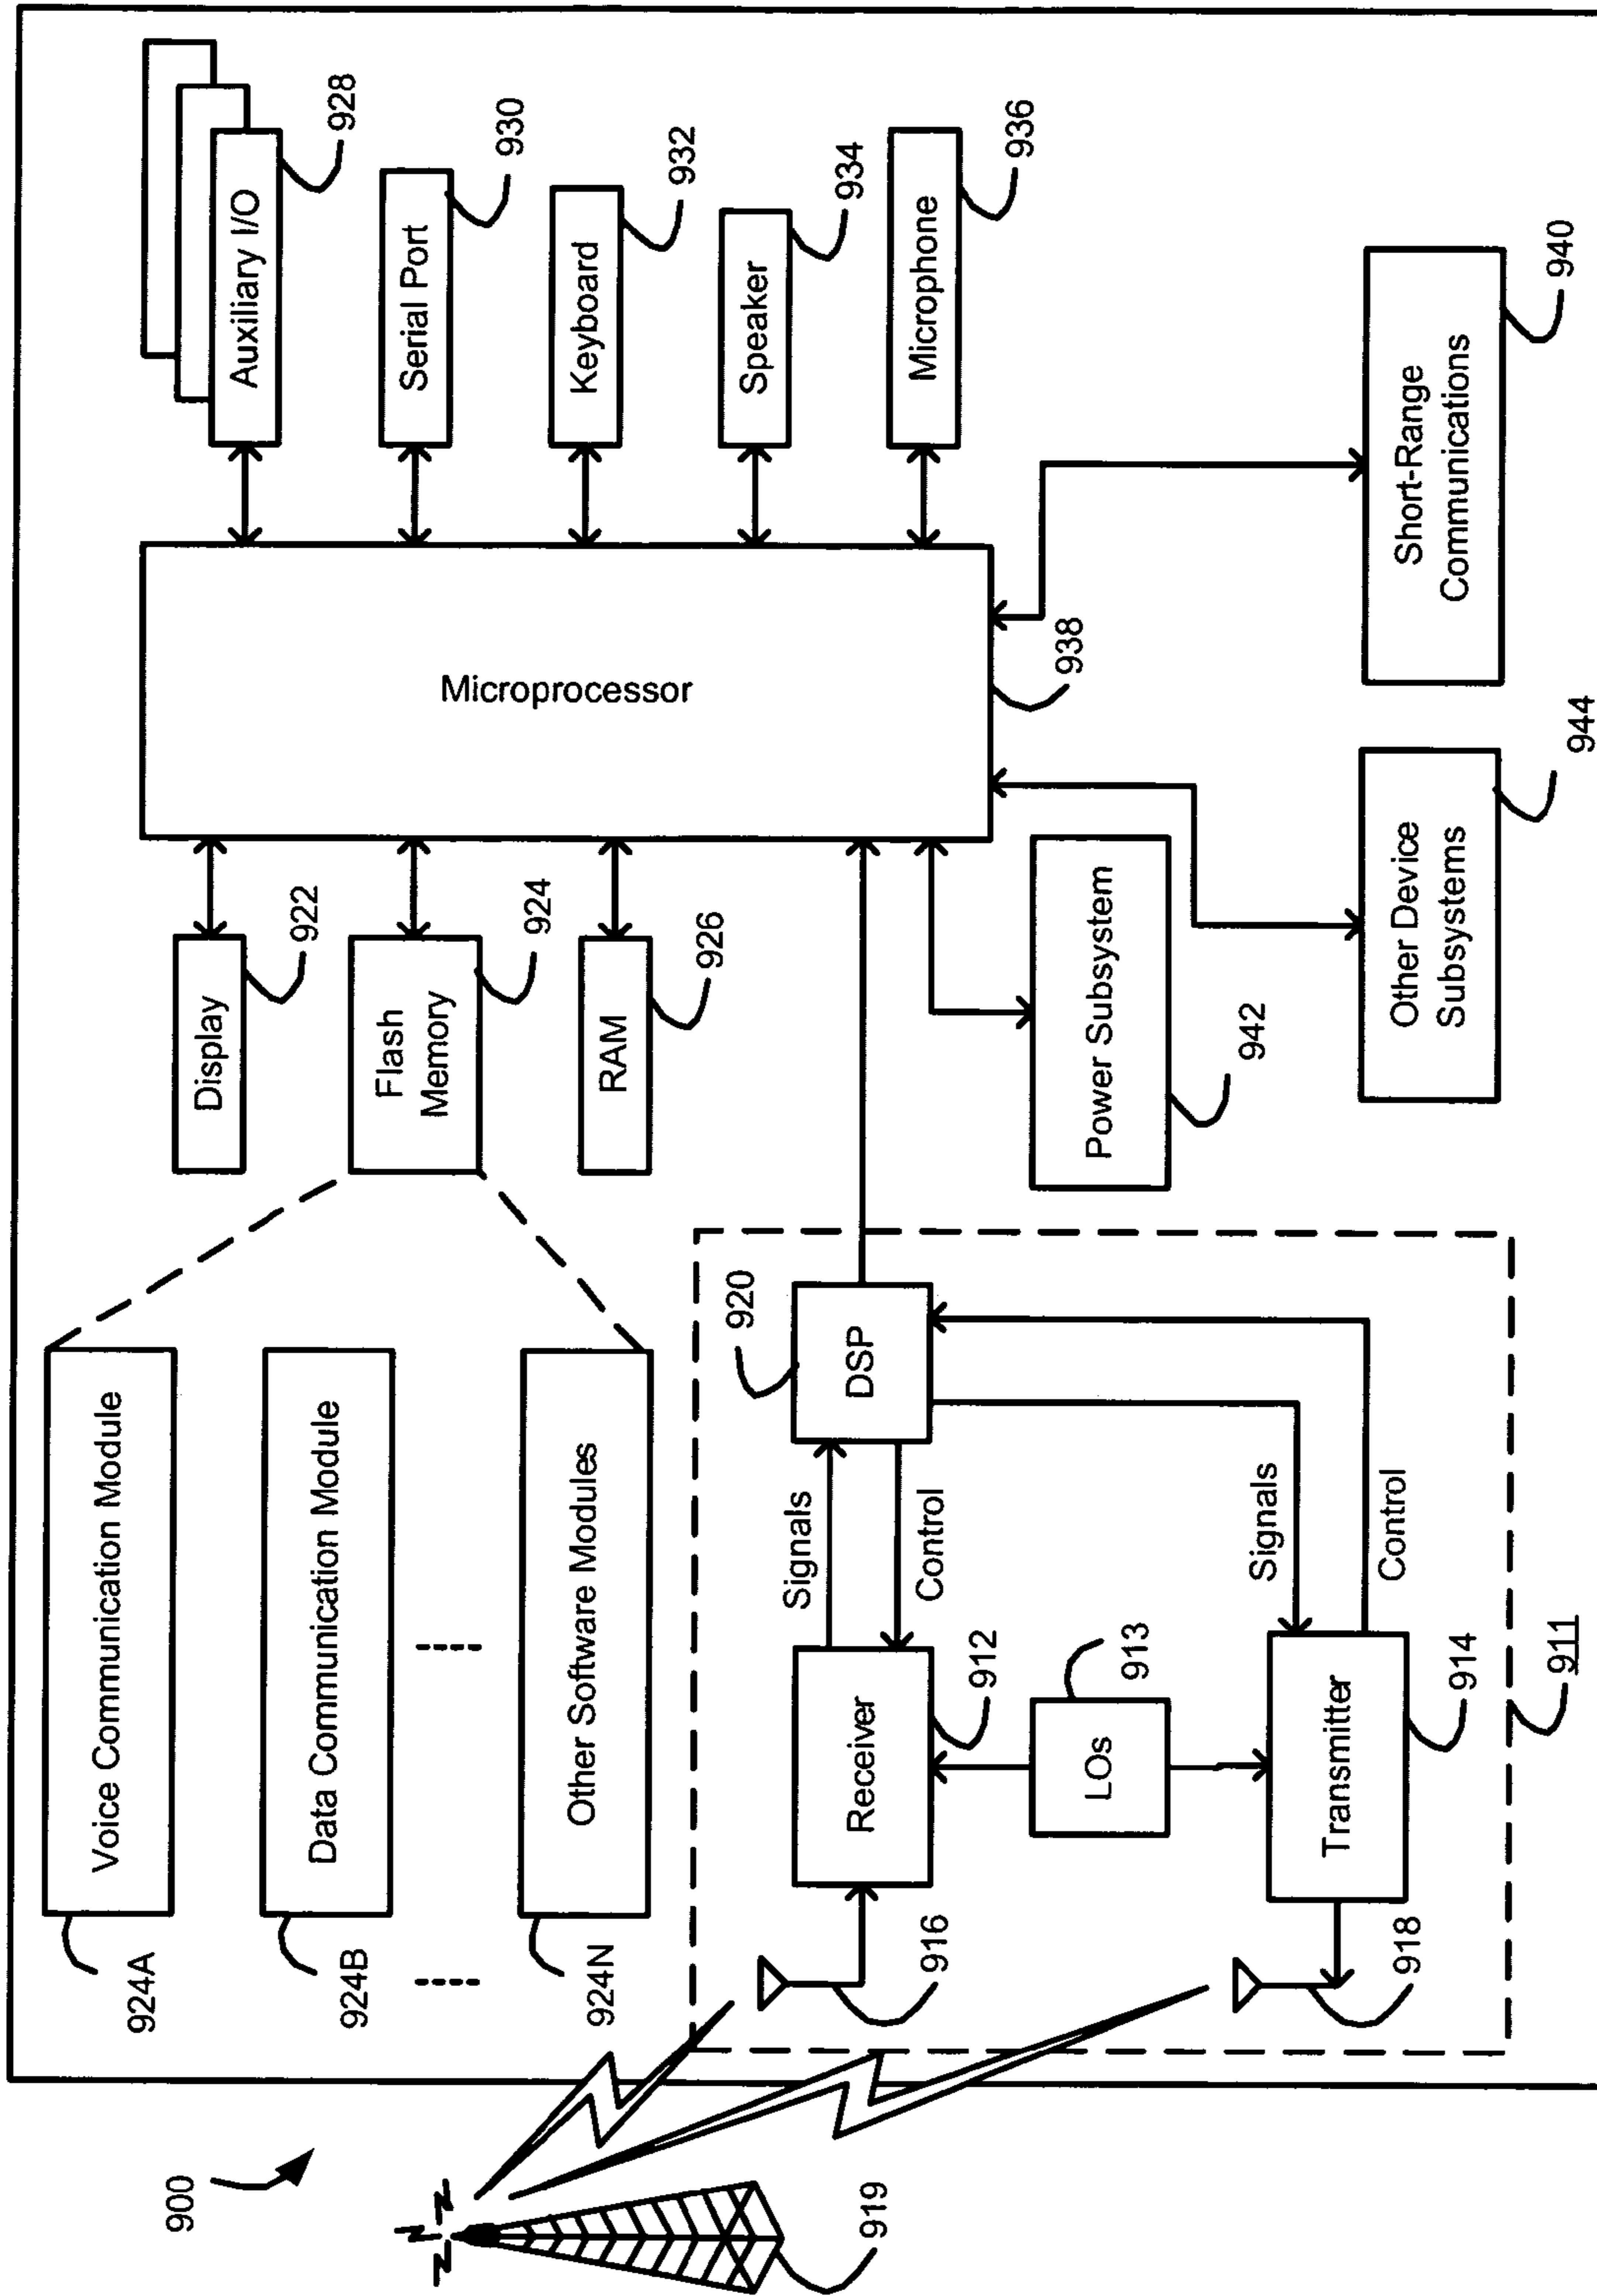 900
919
Voice Communication Module
924A
Data Communication Module
924B
Other Software Modules
924N
Display
922
Flash
Memory
924
RAM
926
Microprocessor
938
Auxiliary I/O
928
Serial Port
930
Keyboard
932
Speaker
934
Microphone
936
Short-Range
Communications
940
Other Device
Subsystems
944
Power Subsystem
942
DSP
920
Signals
Control
Receiver
912
916
LOs
913
Signals
Control
Transmitter
914
918
911